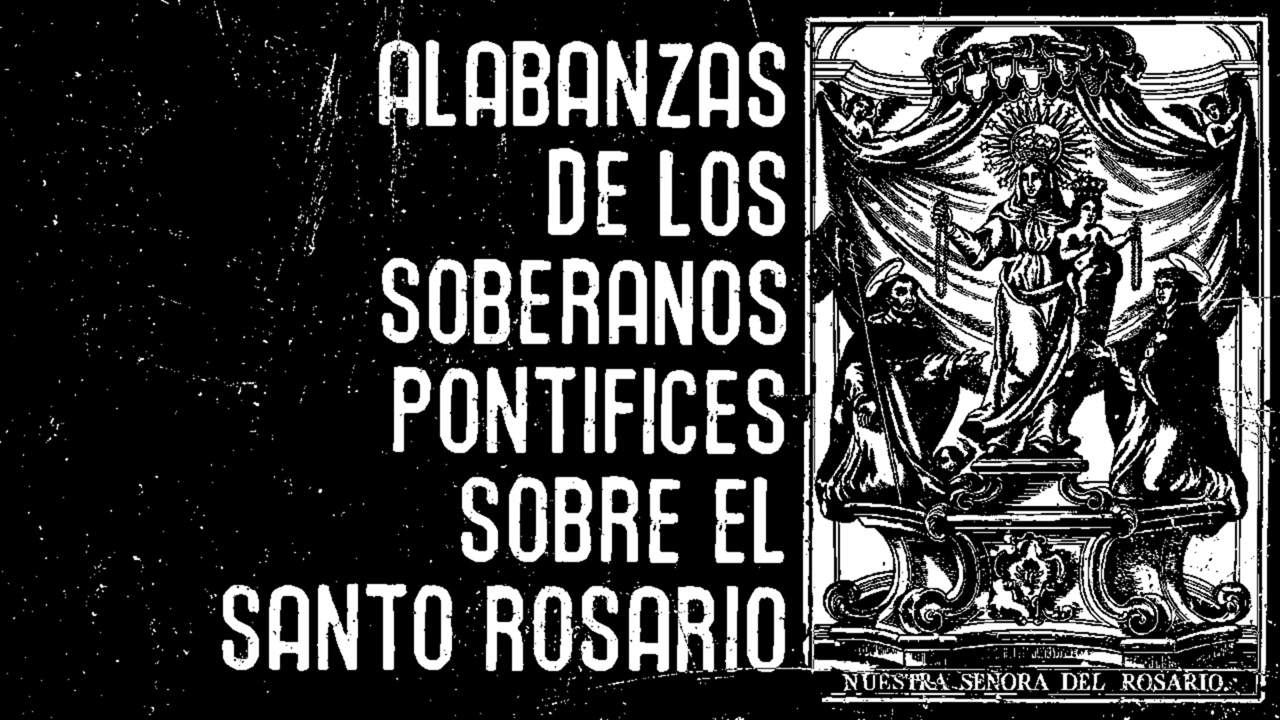 ALABANZAS
DE LOS
SOBERANOS
PONTIFICES
SOBRE EL
SANTO ROSARIO
NUESTRA SEÑORA DEL ROSARIO.